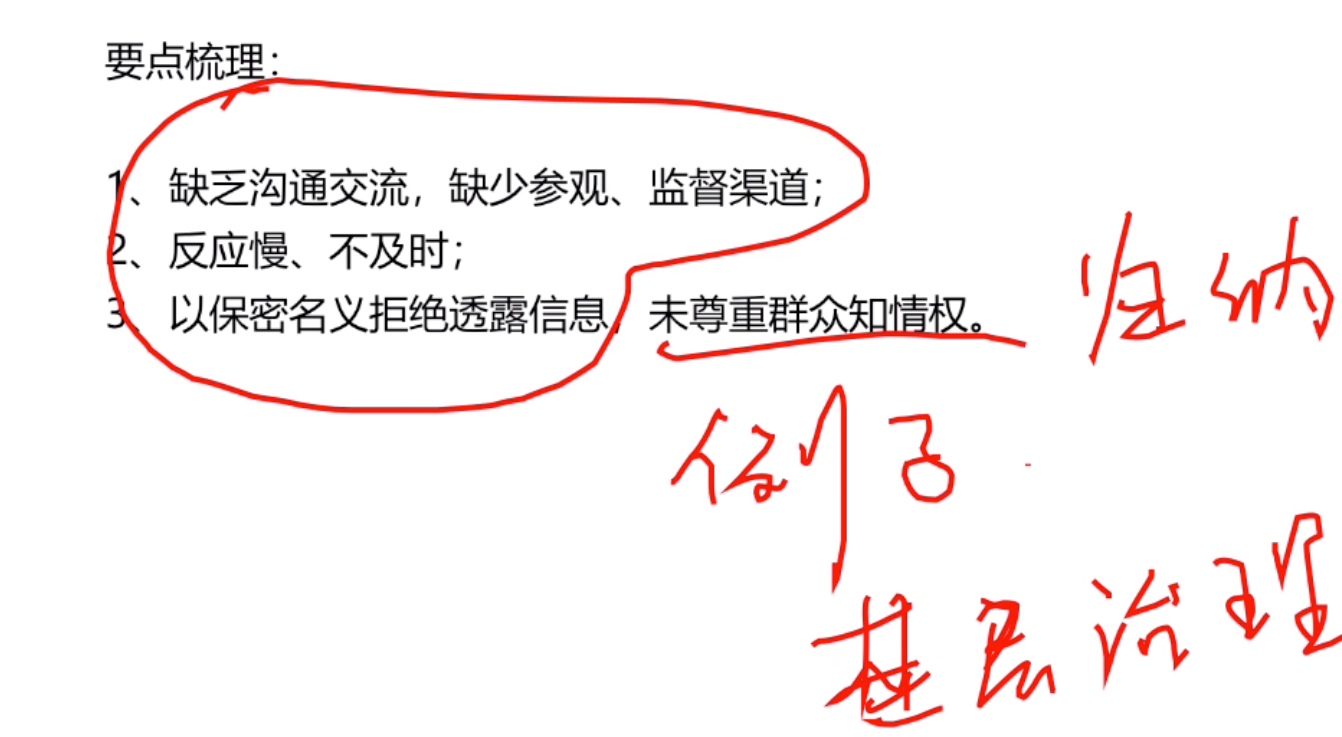 要点梳理：
1、缺乏沟通交流，缺少参观、监督渠道；
2、反应慢、不及时；
3、以保密名义拒绝透露信息，未尊重群众知情权。
归纳
例子
基层治理